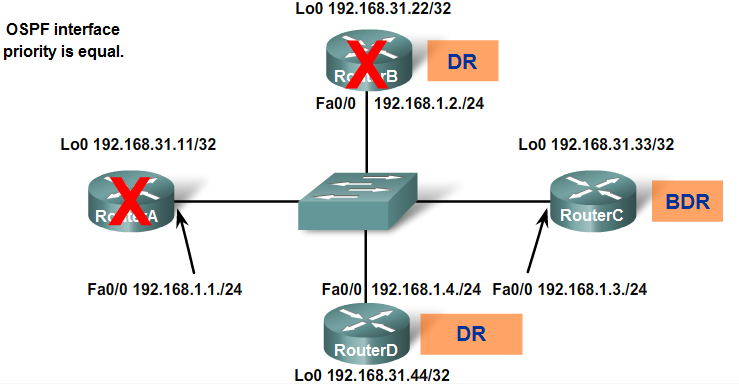 OSPF interface
priority is equal.
Lo0 192.168.31.22/32
RouterB
DR
Fa0/0 192.168.1.2./24
Lo0 192.168.31.11/32
Lo0 192.168.31.33/32
RouterA
RouterC
BDR
Fa0/0 192.168.1.1./24
Fa0/0 192.168.1.4./24
Fa0/0 192.168.1.3./24
RouterD
DR
Lo0 192.168.31.44/32